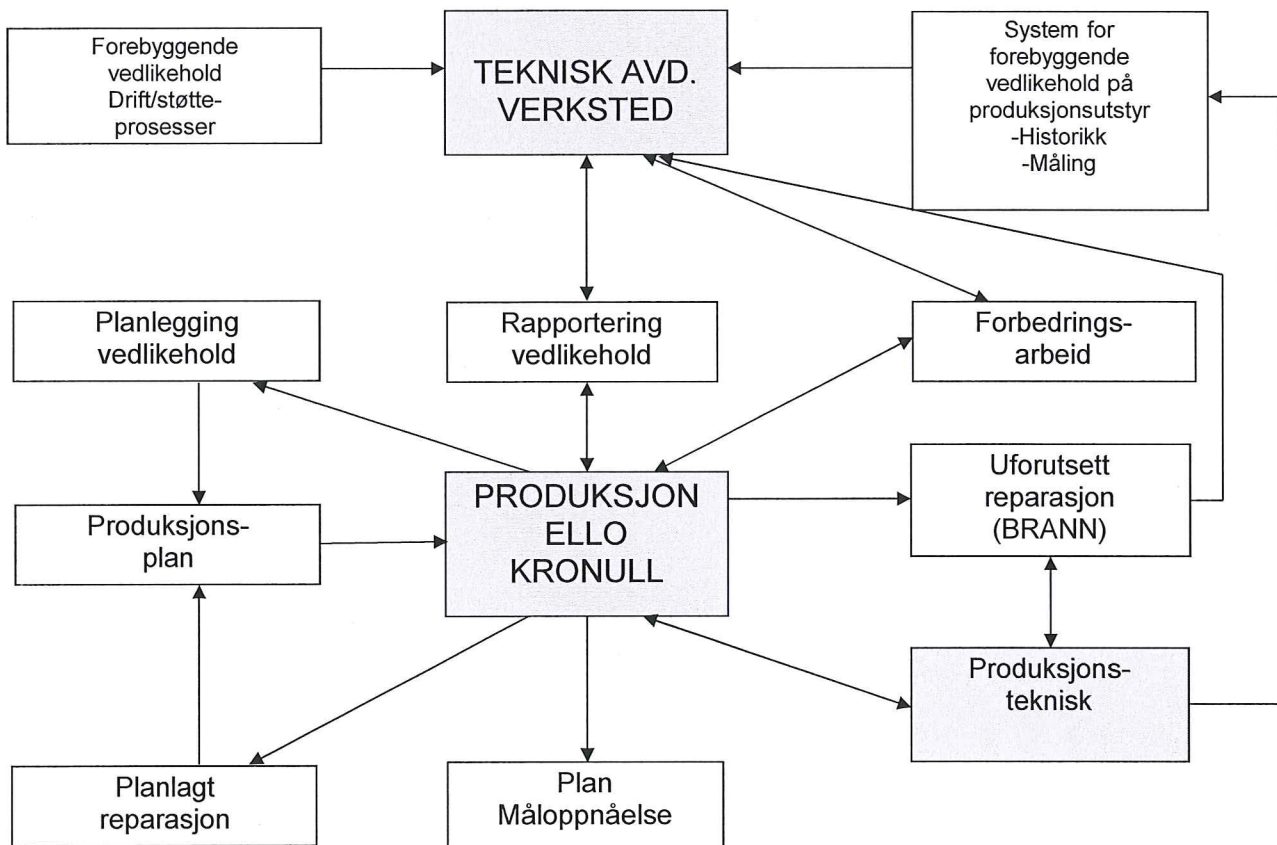 Forebyggende
vedlikehold
Drift/støtte-
prosesser
TEKNISK AVD.
VERKSTED
System for
forebyggende
vedlikehold på
produksjonsutstyr
-Historikk
-Måling
Planlegging
vedlikehold
Rapportering
vedlikehold
Forbedrings-
arbeid
Produksjons-
plan
PRODUKSJON
ELLO
KRONULL
Uforutsett
reparasjon
(BRANN)
Produksjons-
teknisk
Planlagt
reparasjon
Plan
Måloppnåelse